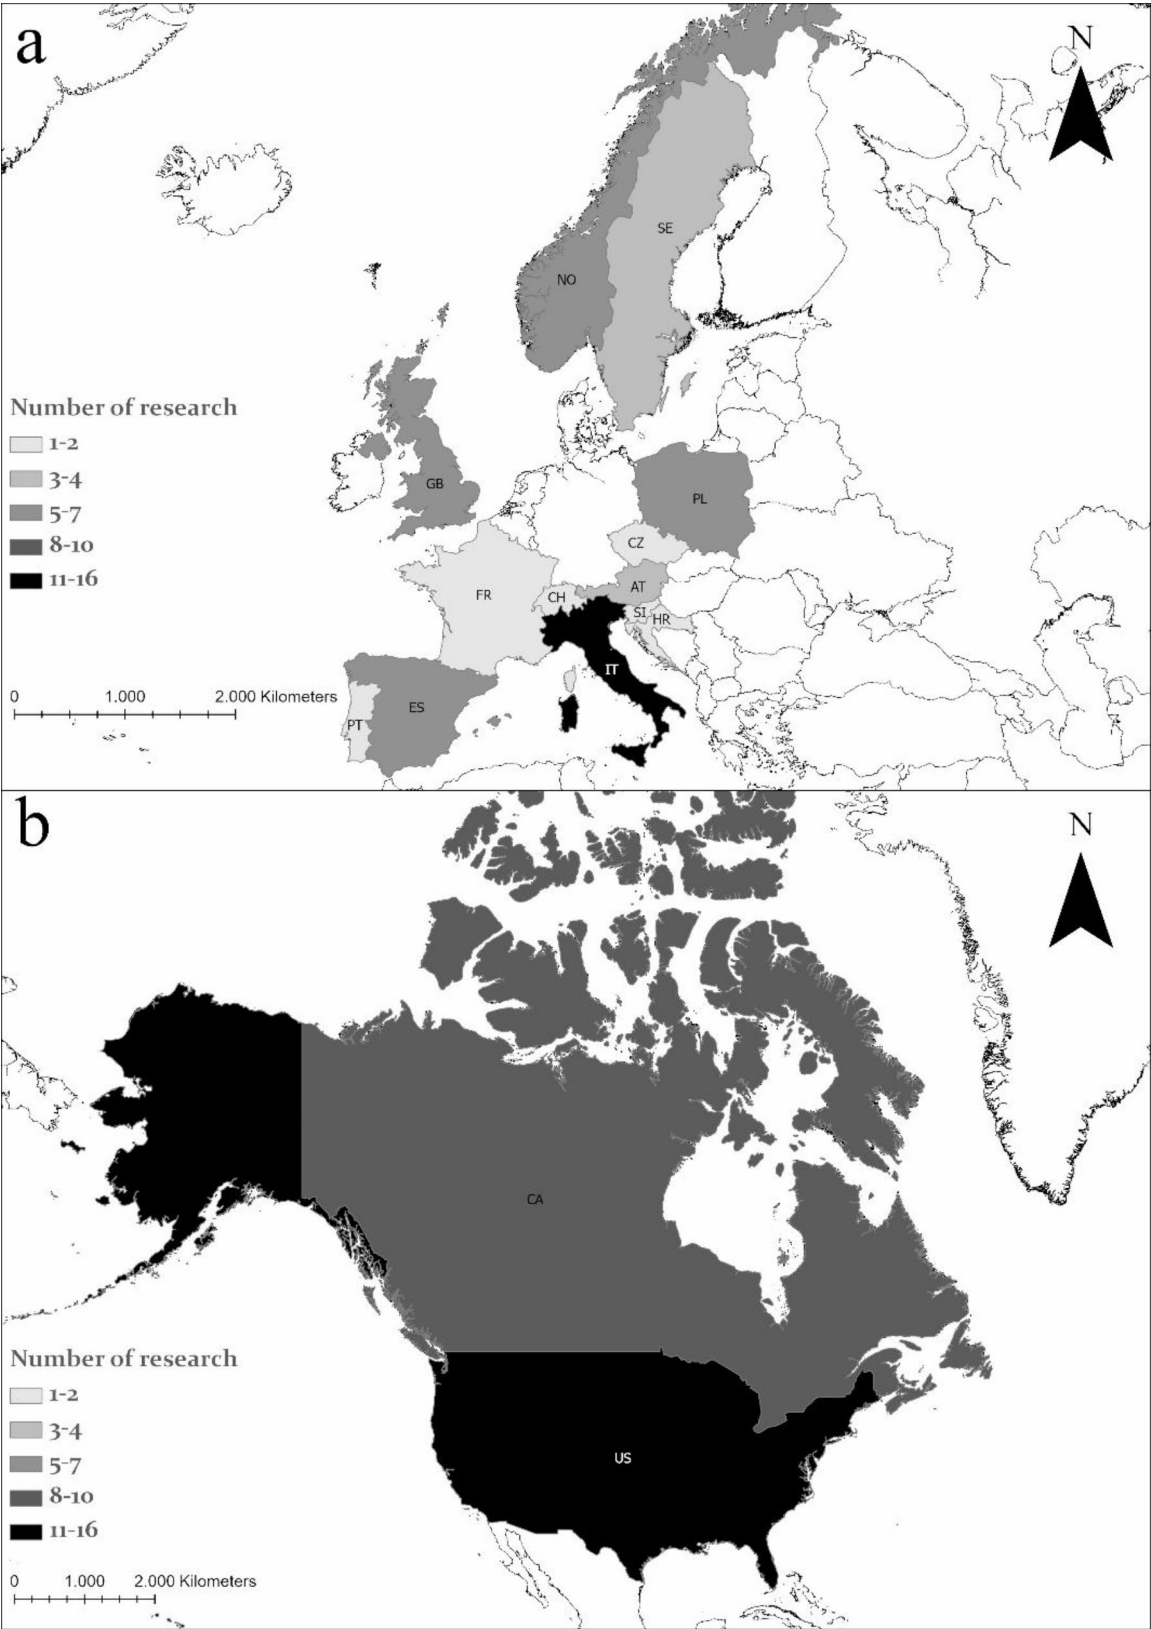 a
N
SE
NO
Number of research
1-2
3-4
GB
PL
5-7
CZ
8-10
AT
11-16
FR
CH
SI
HR
IT
0 1.000 2.000 Kilometers
ES
PT
b
N
CA
Number of research
1-2
3-4
US
5-7
8-10
11-16
0 1.000 2.000 Kilometers